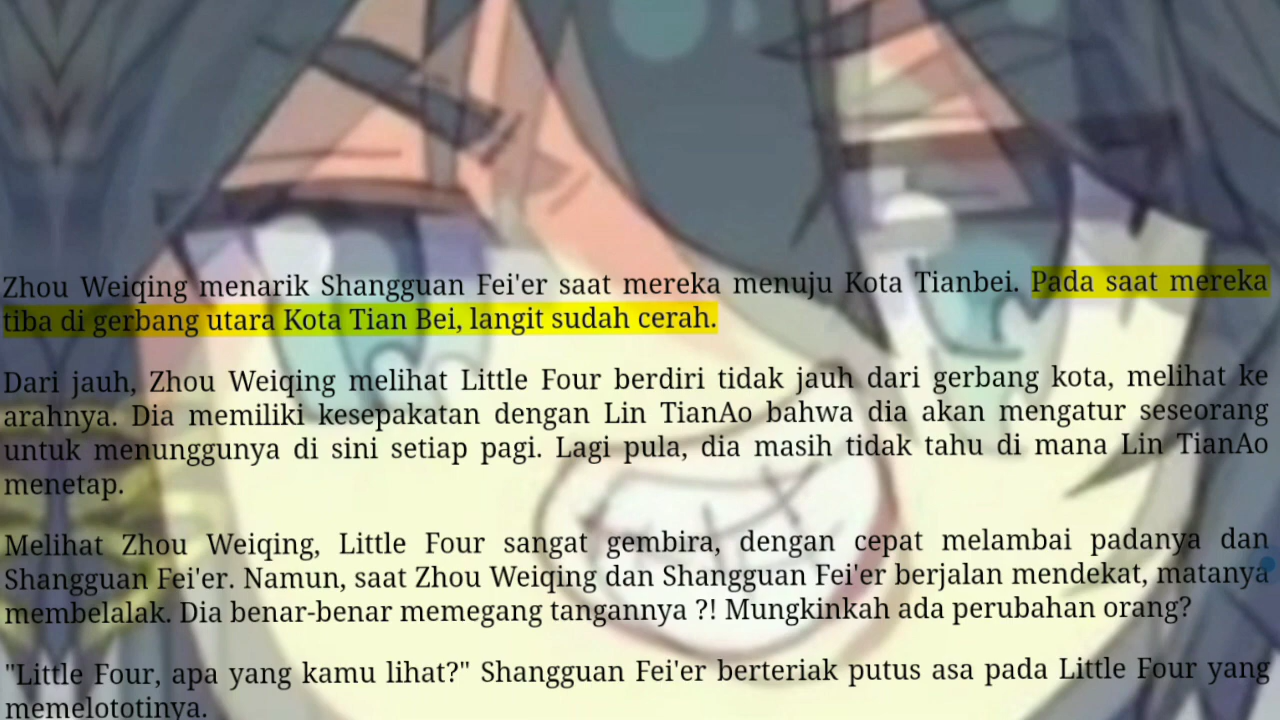 Zhou Weiqing menarik Shangguan Fei'er saat mereka menuju Kota Tianbei. Pada saat mereka
tiba di gerbang utara Kota Tian Bei, langit sudah cerah.
Dari jauh, Zhou Weiqing melihat Little Four berdiri tidak jauh dari gerbang kota, melihat ke
arahnya. Dia memiliki kesepakatan dengan Lin TianAo bahwa dia akan mengatur seseorang
untuk menunggunya di sini setiap pagi. Lagi pula, dia masih tidak tahu di mana Lin TianAo
menetap.
Melihat Zhou Weiqing, Little Four sangat gembira, dengan cepat melambai padanya dan
Shangguan Fei'er. Namun, saat Zhou Weiqing dan Shangguan Fei'er berjalan mendekat, matanya
membelalak. Dia benar-benar memegang tangannya ?! Mungkinkah ada perubahan orang?
"Little Four, apa yang kamu lihat?" Shangguan Fei'er berteriak putus asa pada Little Four yang
memelototinya.